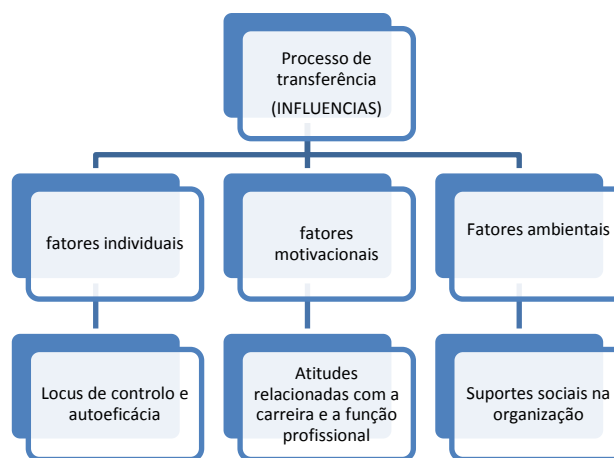 Processo de
transferência
(INFLUENCIAS)
fatores individuais
fatores
motivacionais
Fatores ambientais
Locus de controlo e
autoeficácia
Atitudes
relacionadas com a
carreira e a função
profissional
Suportes sociais na
organização